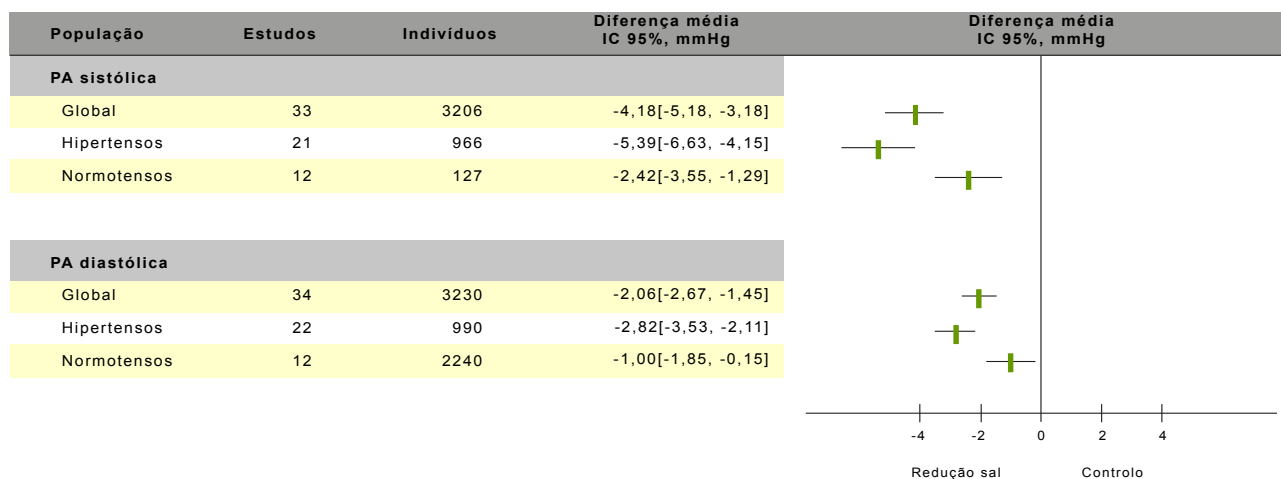 População Estudos Indivíduos Diferença média IC 95%, mmHg Diferença média IC 95%, mmHg
PA sistólica
Global 33 3206 -4,18[-5,18, -3,18]
Hipertensos 21 966 -5,39[-6,63, -4,15]
Normotensos 12 127 -2,42[-3,55, -1,29]
PA diastólica
Global 34 3230 -2,06[-2,67, -1,45]
Hipertensos 22 990 -2,82[-3,53, -2,11]
Normotensos 12 2240 -1,00[-1,85, -0,15]
-4 -2 0 2 4
Redução sal Controlo